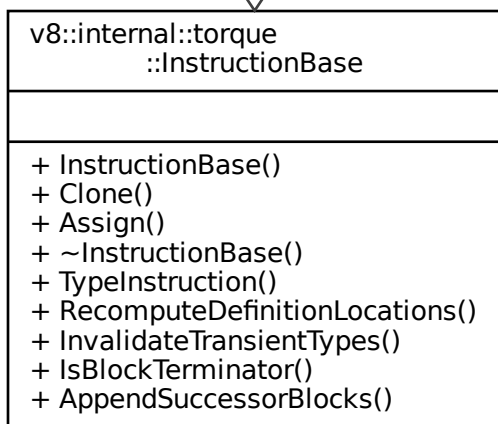 v8::internal::torque
::InstructionBase
+ InstructionBase()
+ Clone()
+ Assign()
+ ~InstructionBase()
+ TypeInstruction()
+ RecomputeDefinitionLocations()
+ InvalidateTransientTypes()
+ IsBlockTerminator()
+ AppendSuccessorBlocks()